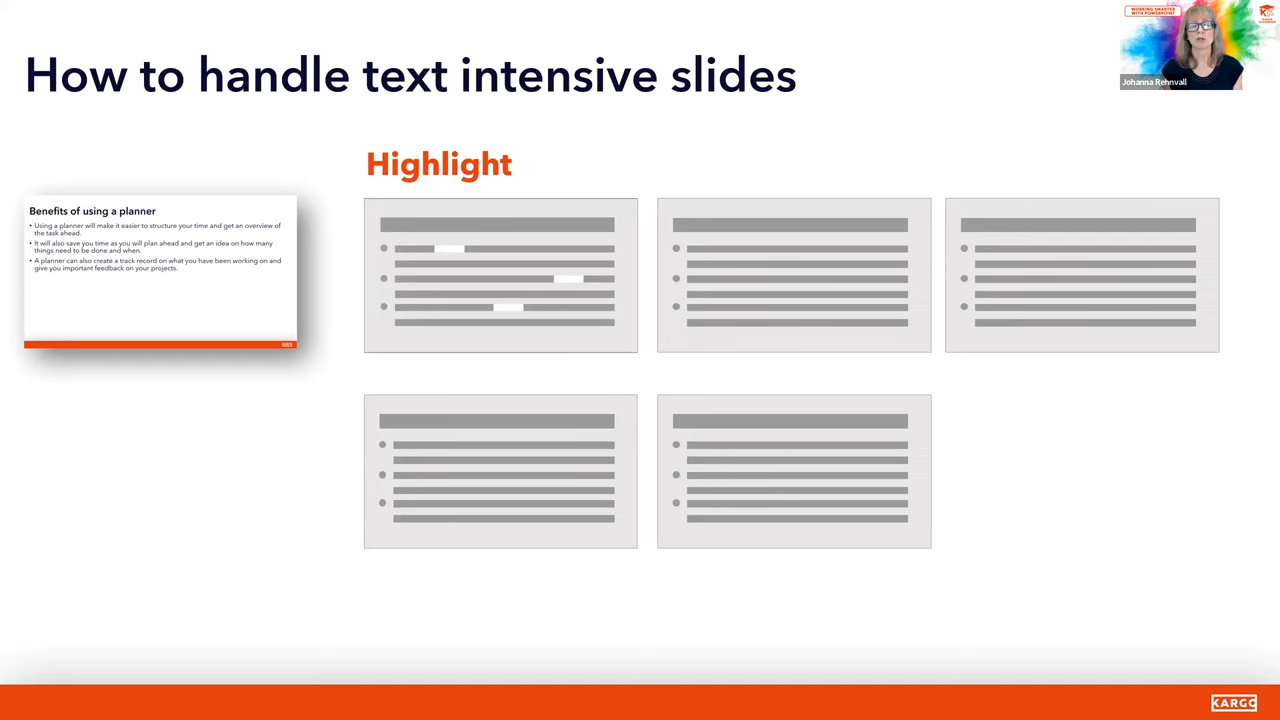 WORKING SMARTER
WITH POWERPOINT
How to handle text intensive slides
Johanna Rehnvall
Highlight
Benefits of using a planner
• Using a planner will make it easier to structure your time and get an overview of
the task ahead.
• It will also save you time as you will plan ahead and get an idea on how many
things need to be done and when.
• A planner can also create a track record on what you have been working on and
give you important feedback on your projects.
KARGO
KARGO